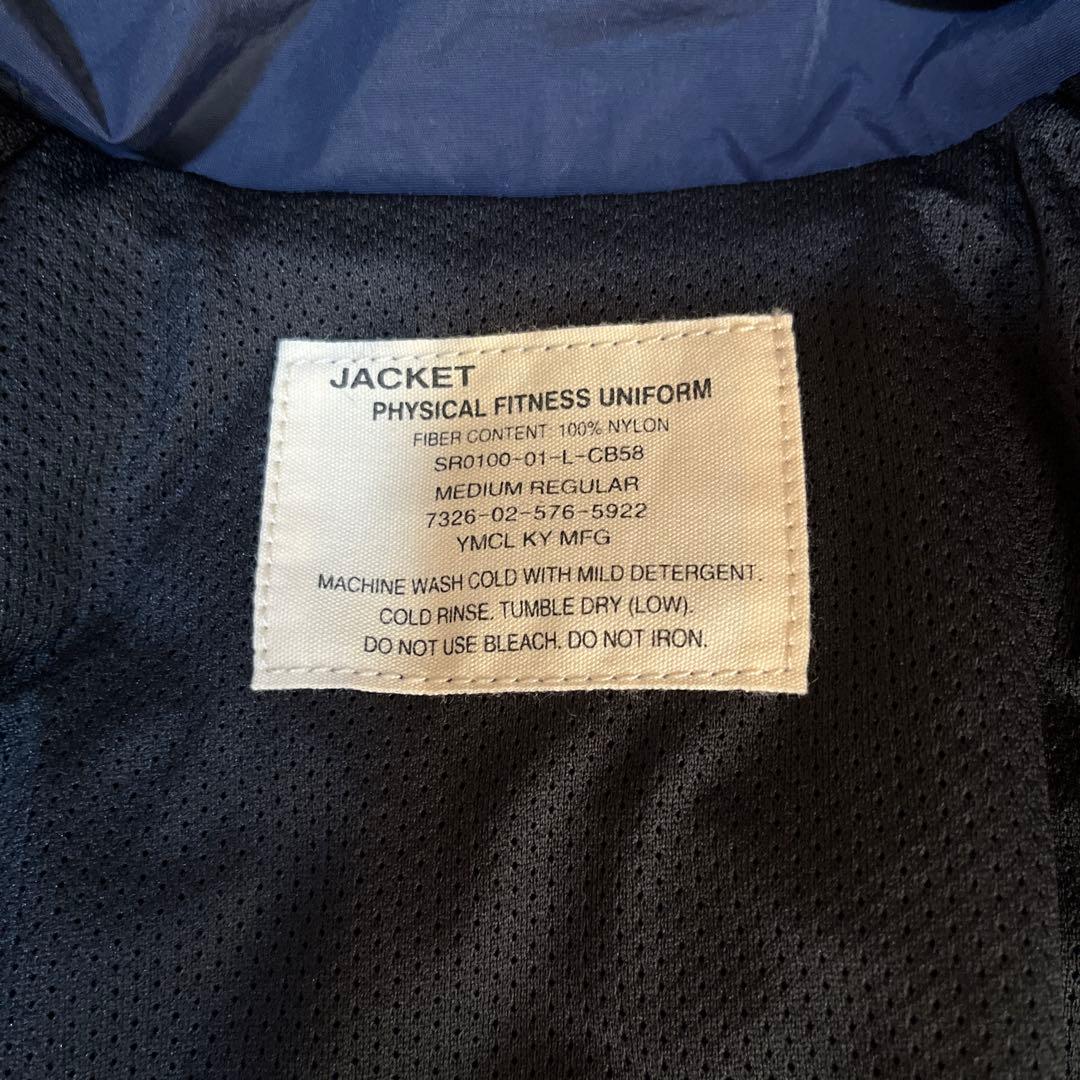 JACKET
PHYSICAL FITNESS UNIFORM
FIBER CONTENT: 100% NYLON
SR0100-01-L-CB58
MEDIUM REGULAR
7326-02-576-5922
YMCL KY MFG
MACHINE WASH COLD WITH MILD DETERGENT.
COLD RINSE. TUMBLE DRY (LOW).
DO NOT USE BLEACH. DO NOT IRON.